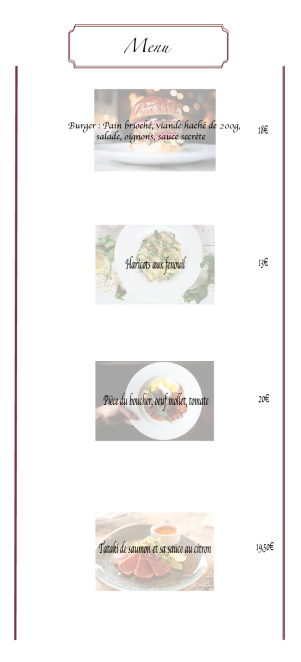 Menu
Burger : Pain brioché, viande haché de 200g,
salade, oignons, sauce secrète
18€
Haricots aux fenouil
13€
Pièce du boucher, oeuf mollet, tomate
20€
Tataki de saumon et sa sauce au citron
19,50€